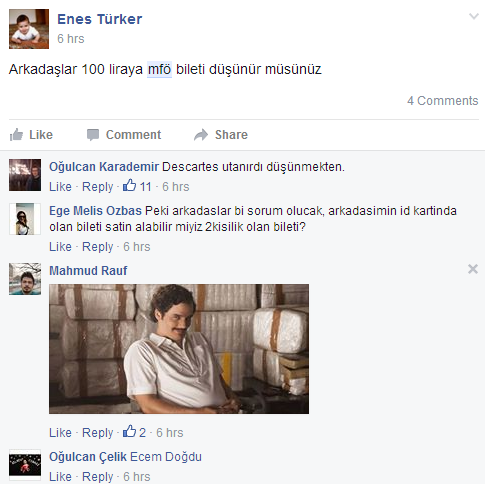 Enes Türker
6 hrs
Arkadaşlar 100 liraya mfö bileti düşünür müsünüz
4 Comments
Like Comment Share
Oğulcan Karademir Descartes utanırdı düşünmekten.
Like · Reply · 11 · 6 hrs
Ege Melis Ozbas Peki arkadaslar bi sorum olucak, arkadasimin id kartinda
olan bileti satin alabilir miyiz 2kisilik olan bileti?
Like · Reply · 6 hrs
Mahmud Rauf
Like · Reply · 2 · 6 hrs
Oğulcan Çelik Ecem Doğdu
Like · Reply · 6 hrs